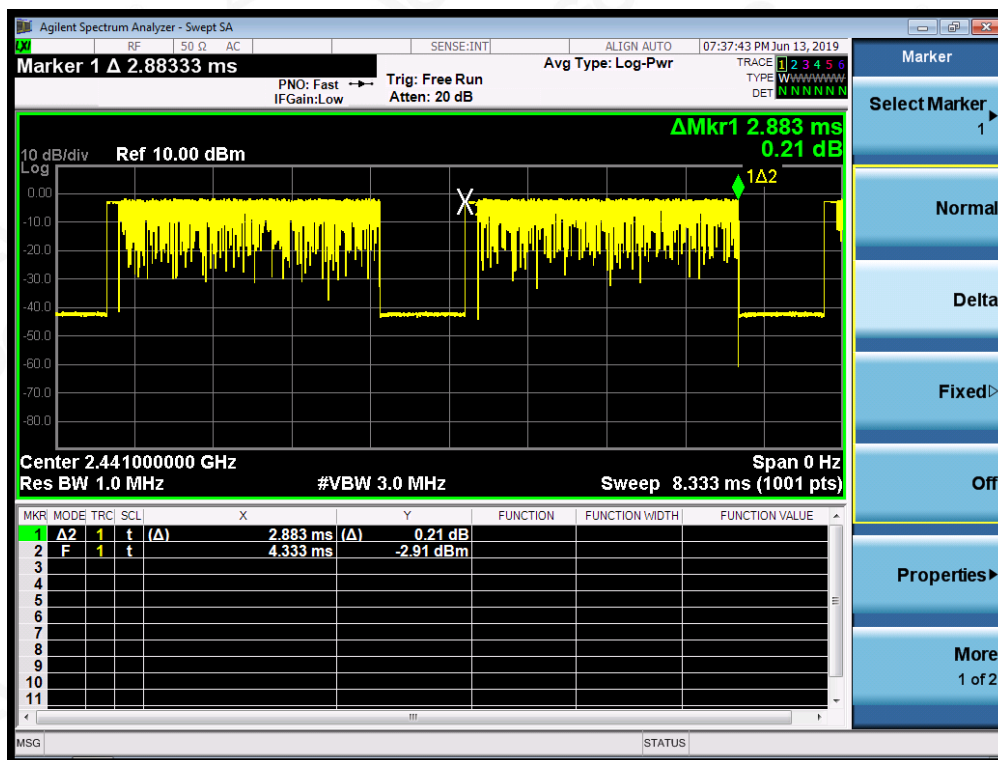 Agilent Spectrum Analyzer - Swept SA
LXI RF 50 Ω AC SENSE:INT ALIGN AUTO 07:37:43 PM Jun 13, 2019
Marker 1 Δ 2.88333 ms
PNO: Fast
IFGain:Low
Trig: Free Run
Atten: 20 dB
Avg Type: Log-Pwr
TRACE 1 2 3 4 5 6
TYPE W
DET N N N N N N
ΔMkr1 2.883 ms
0.21 dB
10 dB/div Ref 10.00 dBm
Log
1Δ2
0.00
-10.0
-20.0
-30.0
-40.0
-50.0
-60.0
-70.0
-80.0
Center 2.441000000 GHz Span 0 Hz
Res BW 1.0 MHz #VBW 3.0 MHz Sweep 8.333 ms (1001 pts)
MKR MODE TRC SCL X Y FUNCTION FUNCTION WIDTH FUNCTION VALUE
1 Δ2 1 t (Δ) 2.883 ms (Δ) 0.21 dB
2 F 1 t 4.333 ms -2.91 dBm
3
4
5
6
7
8
9
10
11
MSG STATUS
Marker
Select Marker
1
Normal
Delta
Fixed
Off
Properties
More
1 of 2